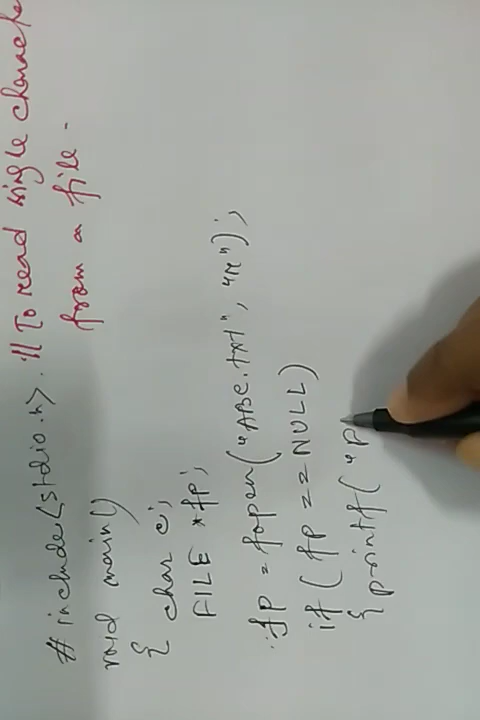 # include<stdio.h>. // To read single characte
from a file.
void main()
{ char c;
FILE *fp;
fp = fopen("ABC.txt", "r");
if ( fp == NULL)
{ printf( "P